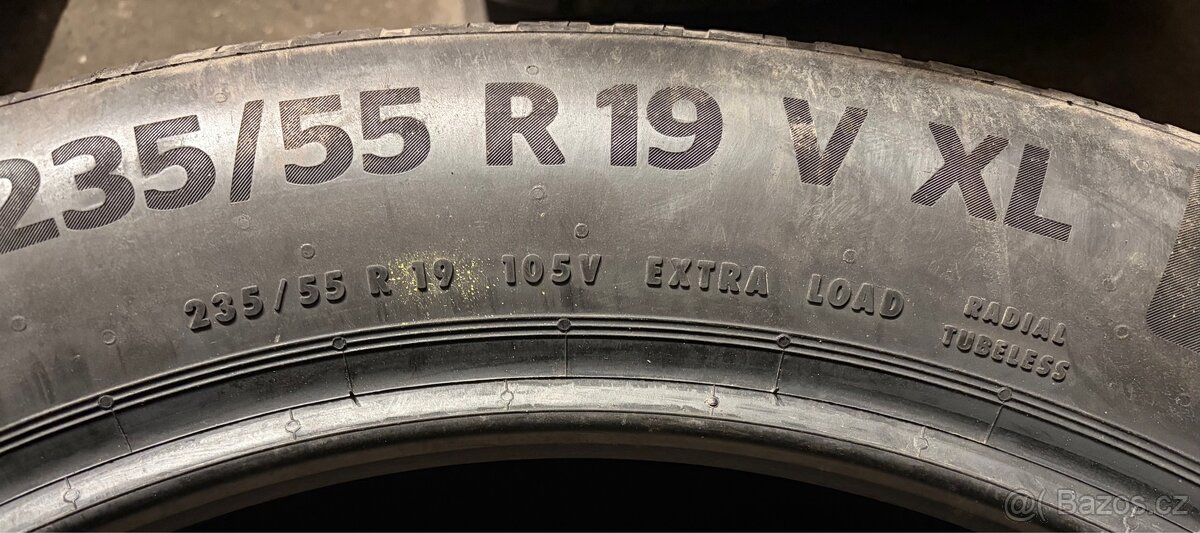 235/55 R 19 V XL
235/55 R 19 105V EXTRA LOAD RADIAL
TUBELESS
@( Bazos.cz